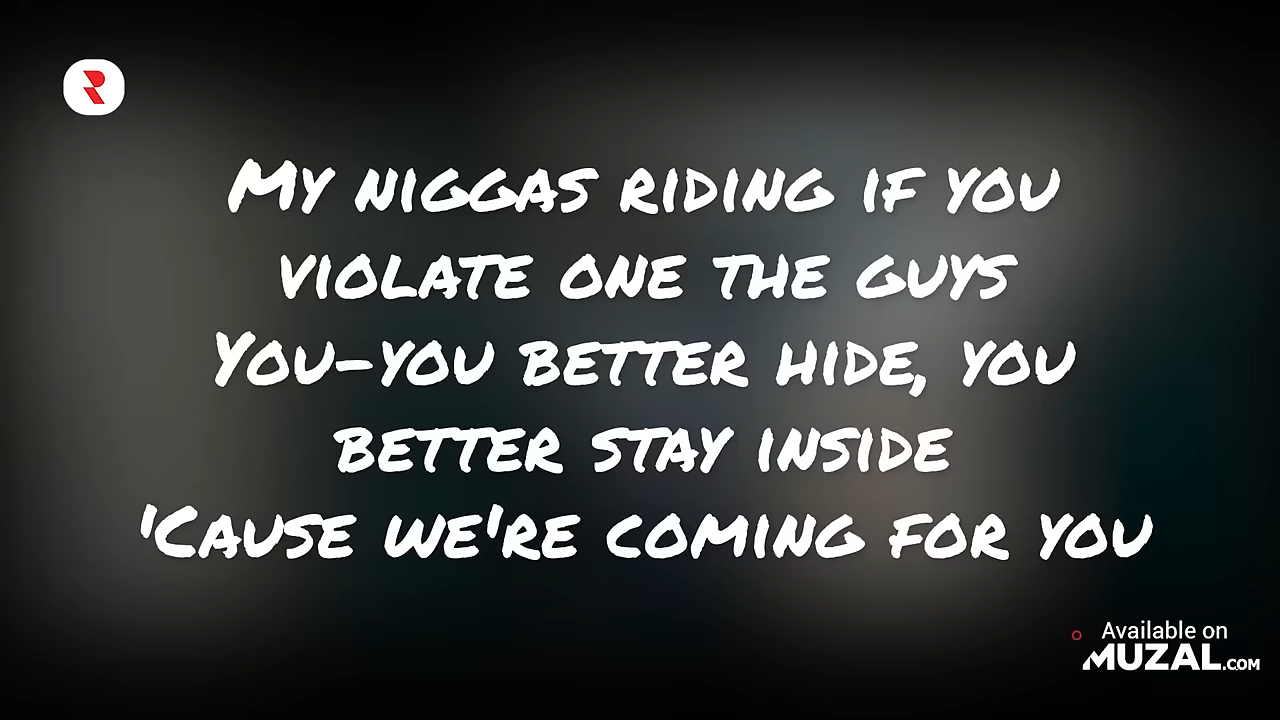 My niggas riding if you
violate one the guys
You-you better hide, you
better stay inside
'Cause we're coming for you
Available on
MUZAL.COM